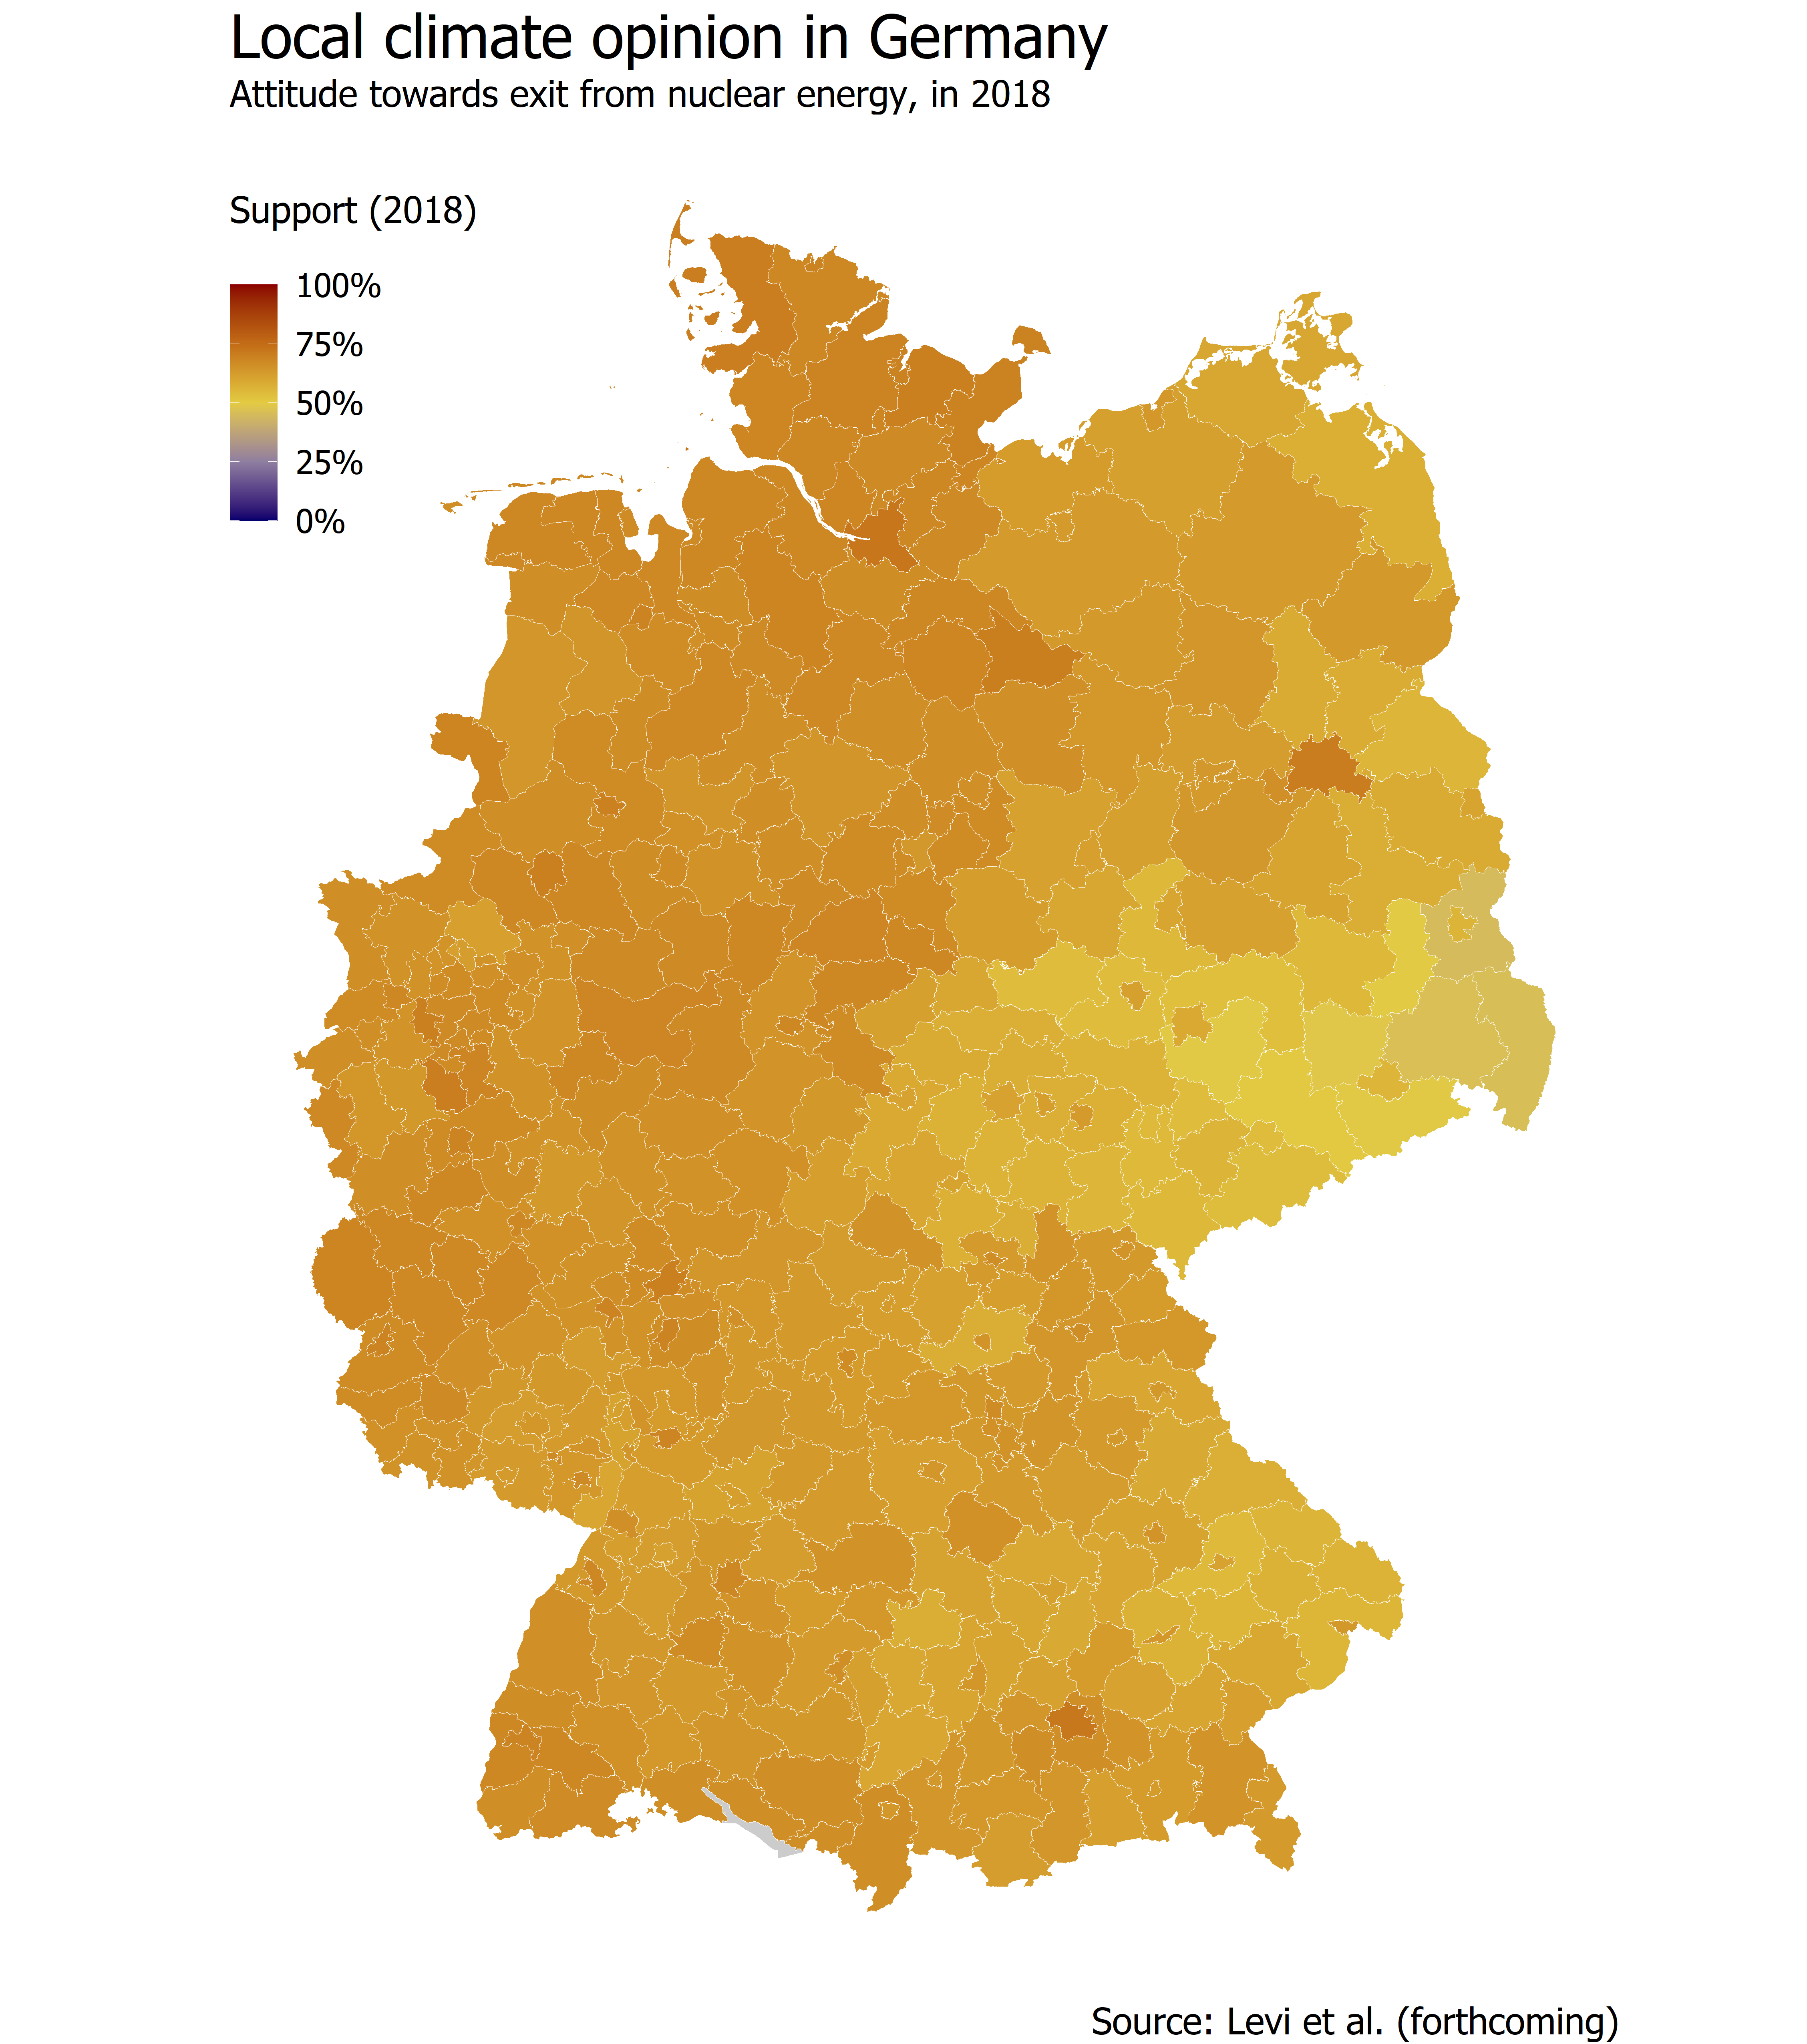 Local climate opinion in Germany
Attitude towards exit from nuclear energy, in 2018
Support (2018)
100%
75%
50%
25%
0%
Source: Levi et al. (forthcoming)